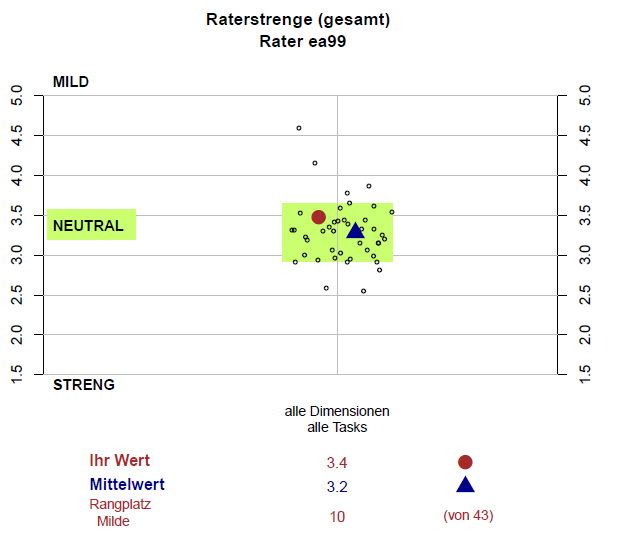 Raterstrenge (gesamt)
Rater ea99
MILD
5.0 5.0
4.5 4.5
4.0 4.0
3.5 3.5
NEUTRAL
3.0 3.0
2.5 2.5
2.0 2.0
1.5 1.5
STRENG
alle Dimensionen
alle Tasks
Ihr Wert 3.4
Mittelwert 3.2
Rangplatz
Milde 10 (von 43)